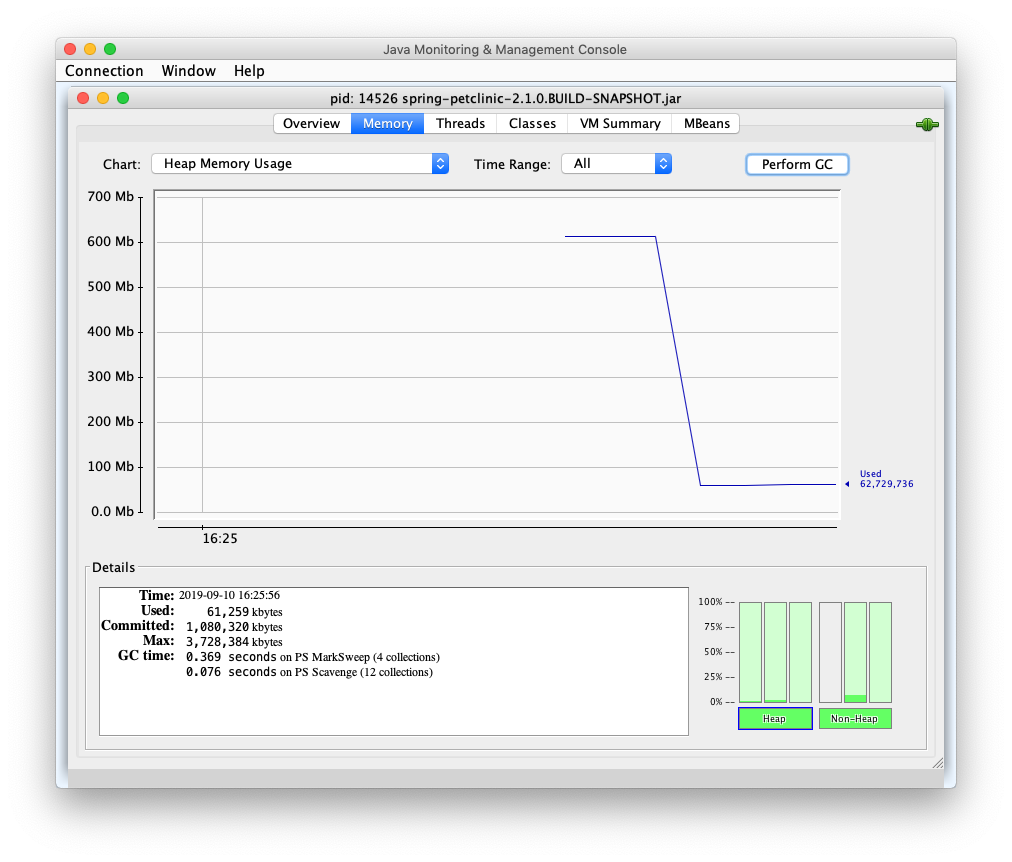 Java Monitoring & Management Console
Connection Window Help
pid: 14526 spring-petclinic-2.1.0.BUILD-SNAPSHOT.jar
Overview Memory Threads Classes VM Summary MBeans
Chart: Heap Memory Usage Time Range: All Perform GC
700 Mb
600 Mb
500 Mb
400 Mb
300 Mb
200 Mb
100 Mb
0.0 Mb
Used
62,729,736
16:25
Details
Time: 2019-09-10 16:25:56
Used: 61,259 kbytes
Committed: 1,080,320 kbytes
Max: 3,728,384 kbytes
GC time: 0.369 seconds on PS MarkSweep (4 collections)
0.076 seconds on PS Scavenge (12 collections)
100% --
75% --
50% --
25% --
0% --
Heap Non-Heap